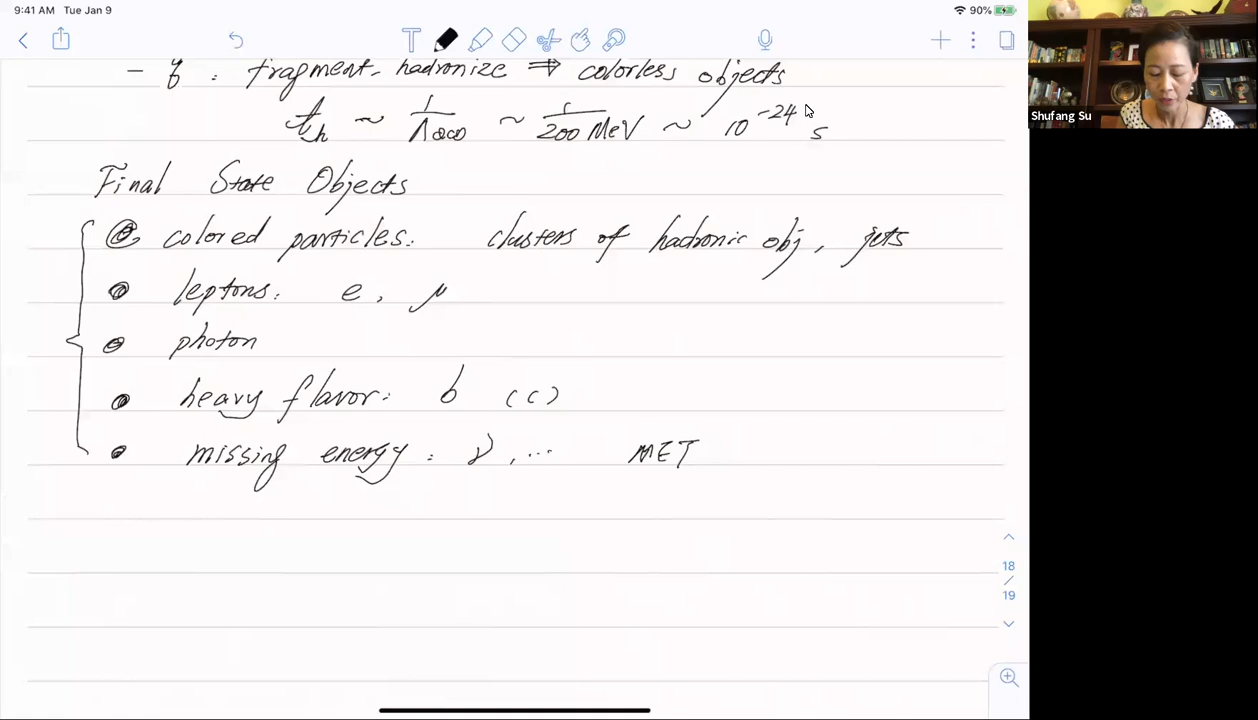 9:41 AM Tue Jan 9
90%
Shufang Su
- q : fragment, hadronize ⇒ colorless objects
t_h ~ 1/Λ_QCD ~ 1/200 MeV ~ 10^-24 s
Final State Objects
colored particles: clusters of hadronic obj, jets
leptons: e, μ
photon
heavy flavor: b (c)
missing energy: ν, ... MET
18
/
19